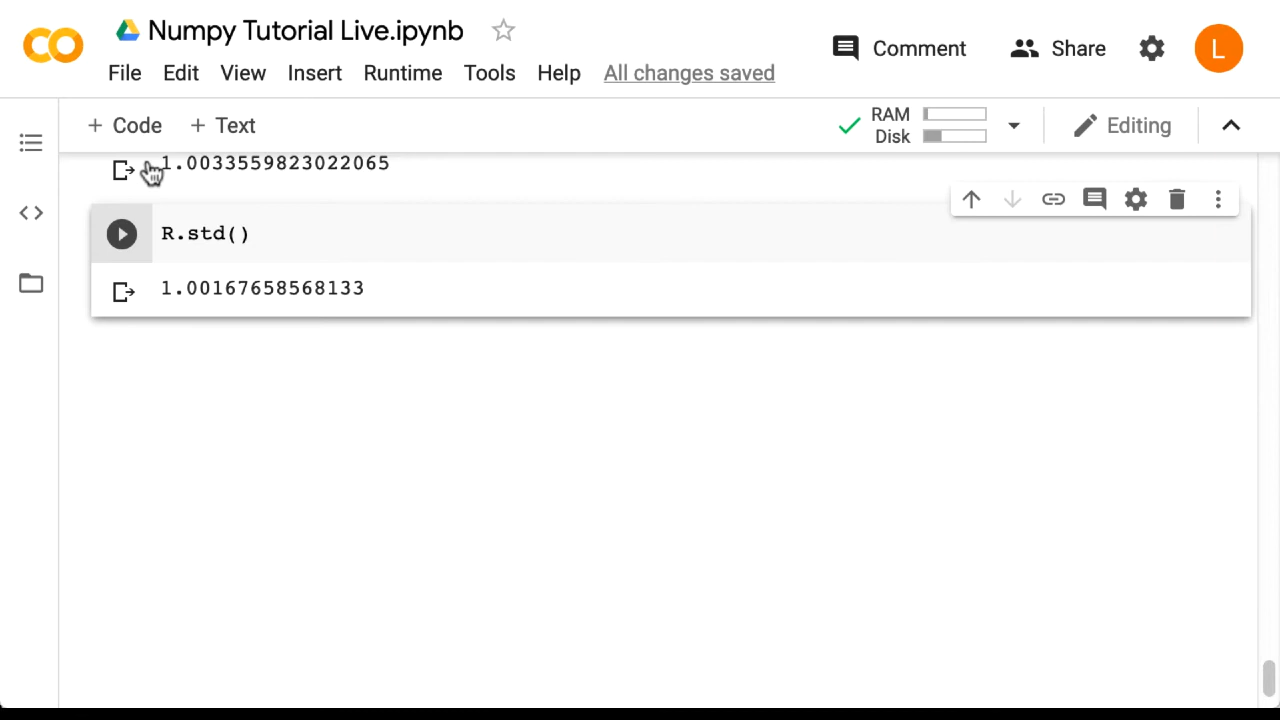 Numpy Tutorial Live.ipynb
Comment
Share
L
File Edit View Insert Runtime Tools Help All changes saved
+ Code + Text
RAM
Disk
Editing
1.0033559823022065
R.std()
1.00167658568133